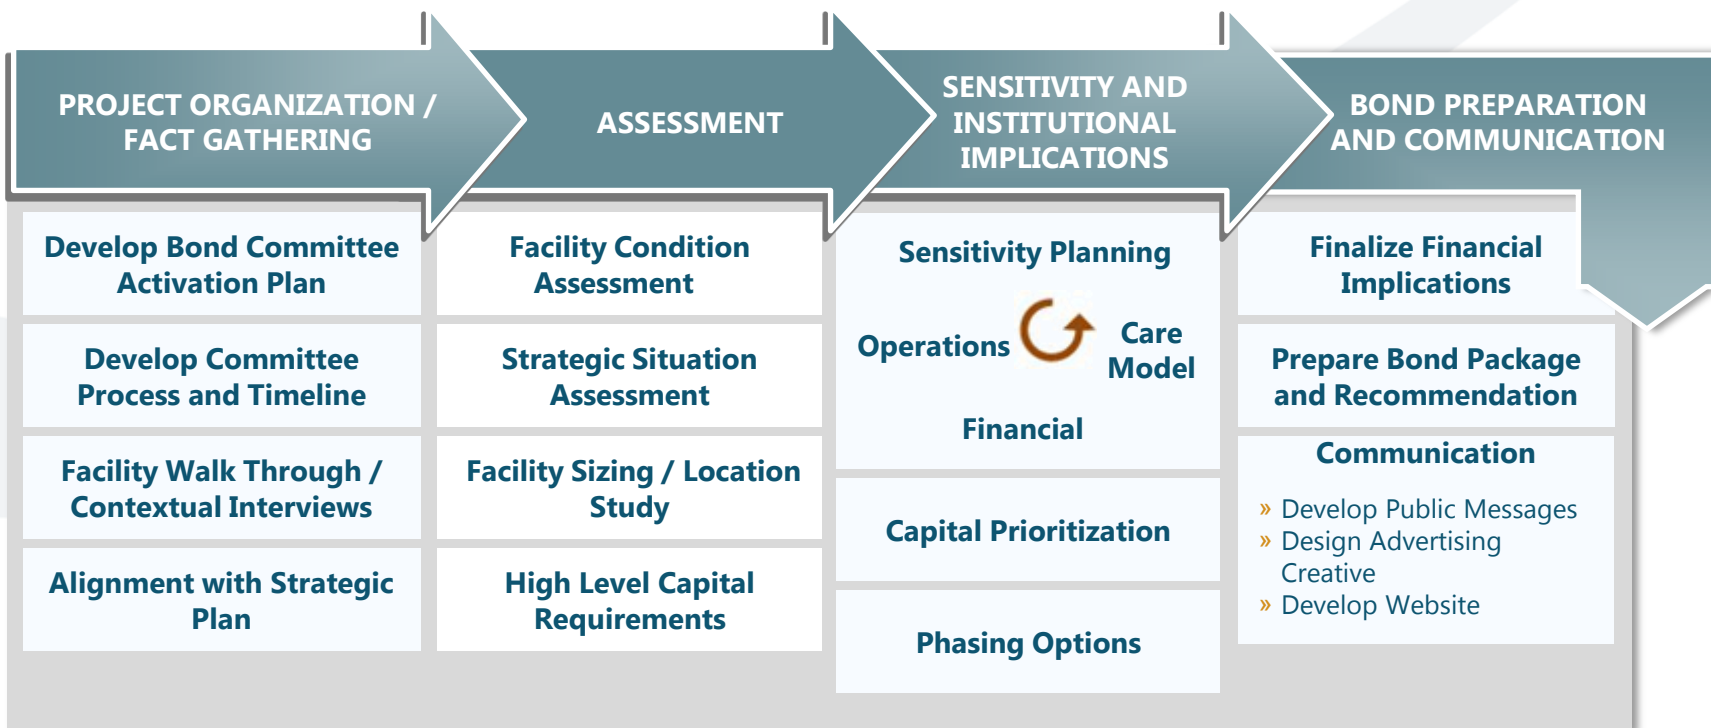 PROJECT ORGANIZATION /
FACT GATHERING
ASSESSMENT
SENSITIVITY AND
INSTITUTIONAL
IMPLICATIONS
BOND PREPARATION
AND COMMUNICATION
Develop Bond Committee
Activation Plan
Develop Committee
Process and Timeline
Facility Walk Through /
Contextual Interviews
Alignment with Strategic
Plan
Facility Condition
Assessment
Strategic Situation
Assessment
Facility Sizing / Location
Study
High Level Capital
Requirements
Sensitivity Planning
Operations
Care
Model
Financial
Capital Prioritization
Phasing Options
Finalize Financial
Implications
Prepare Bond Package
and Recommendation
Communication
» Develop Public Messages
» Design Advertising
Creative
» Develop Website